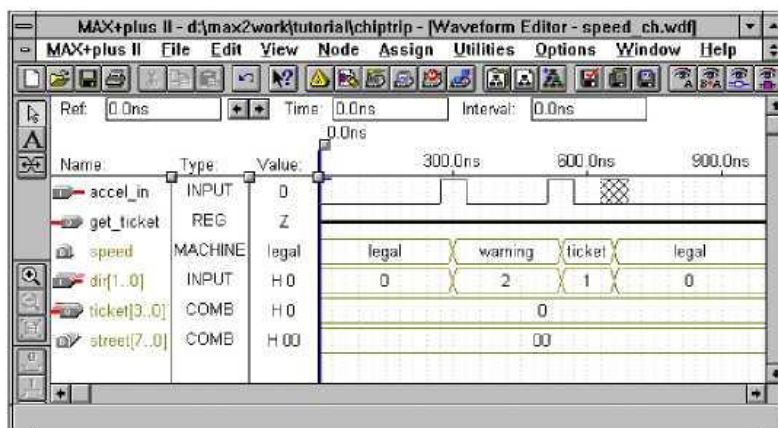 MAX+plus II - d:\max2work\tutorial\chiptrip - [Waveform Editor - speed_ch.wdf]
MAX+plus II File Edit View Node Assign Utilities Options Window Help
Ref: 0.0ns Time: 0.0ns Interval: 0.0ns
0.0ns
300.0ns 600.0ns 900.0ns
Name: Type: Value:
accel_in INPUT 0
get_ticket REG Z
speed MACHINE legal legal warning ticket legal
dir[1..0] INPUT H 0 0 2 1 0
ticket[3..0] COMB H 0 0
street[7..0] COMB H 00 00